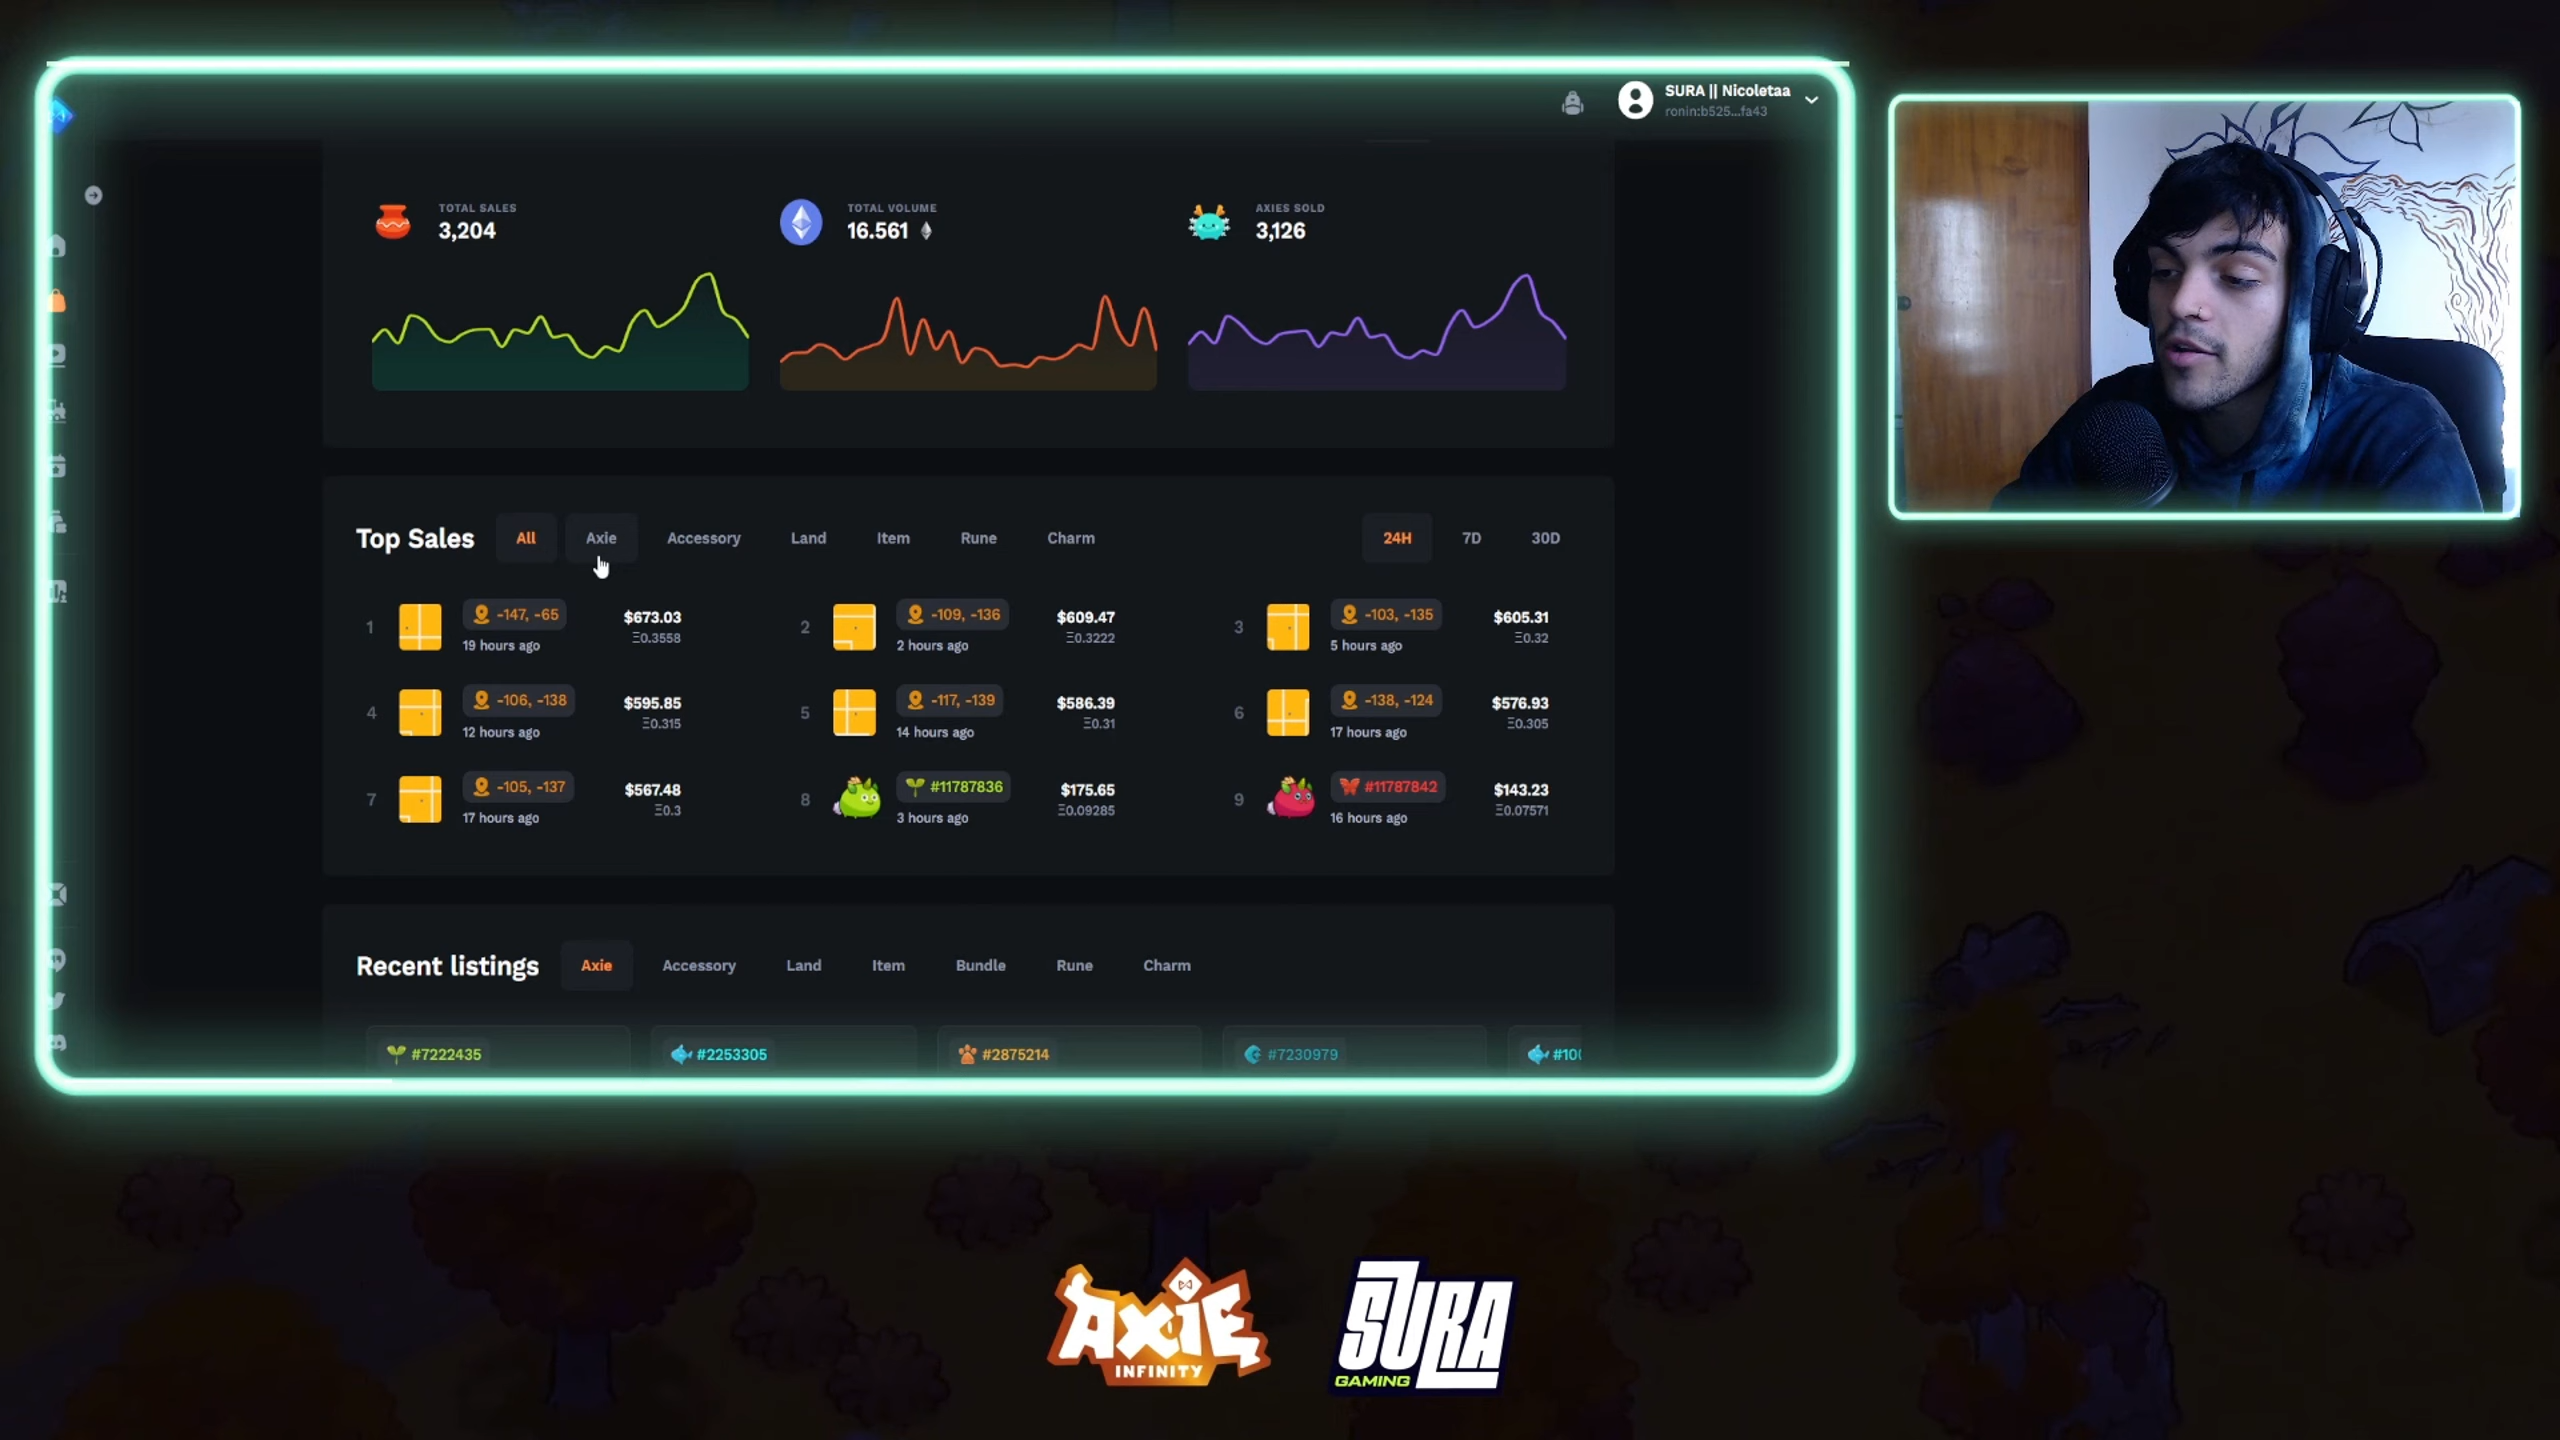 SURA || Nicoletaa
ronin:b525...fa43
TOTAL SALES
3,204
TOTAL VOLUME
16.561
AXIES SOLD
3,126
Top Sales
All
Axie
Accessory
Land
Item
Rune
Charm
24H
7D
30D
1
-147, -65
19 hours ago
$673.03
Ξ0.3558
2
-109, -136
2 hours ago
$609.47
Ξ0.3222
3
-103, -135
5 hours ago
$605.31
Ξ0.32
4
-106, -138
12 hours ago
$595.85
Ξ0.315
5
-117, -139
14 hours ago
$586.39
Ξ0.31
6
-138, -124
17 hours ago
$576.93
Ξ0.305
7
-105, -137
17 hours ago
$567.48
Ξ0.3
8
#11787836
3 hours ago
$175.65
Ξ0.09285
9
#11787842
16 hours ago
$143.23
Ξ0.07571
Recent listings
Axie
Accessory
Land
Item
Bundle
Rune
Charm
#7222435
#2253305
#2875214
#7230979
AXIE
INFINITY
SURA
GAMING